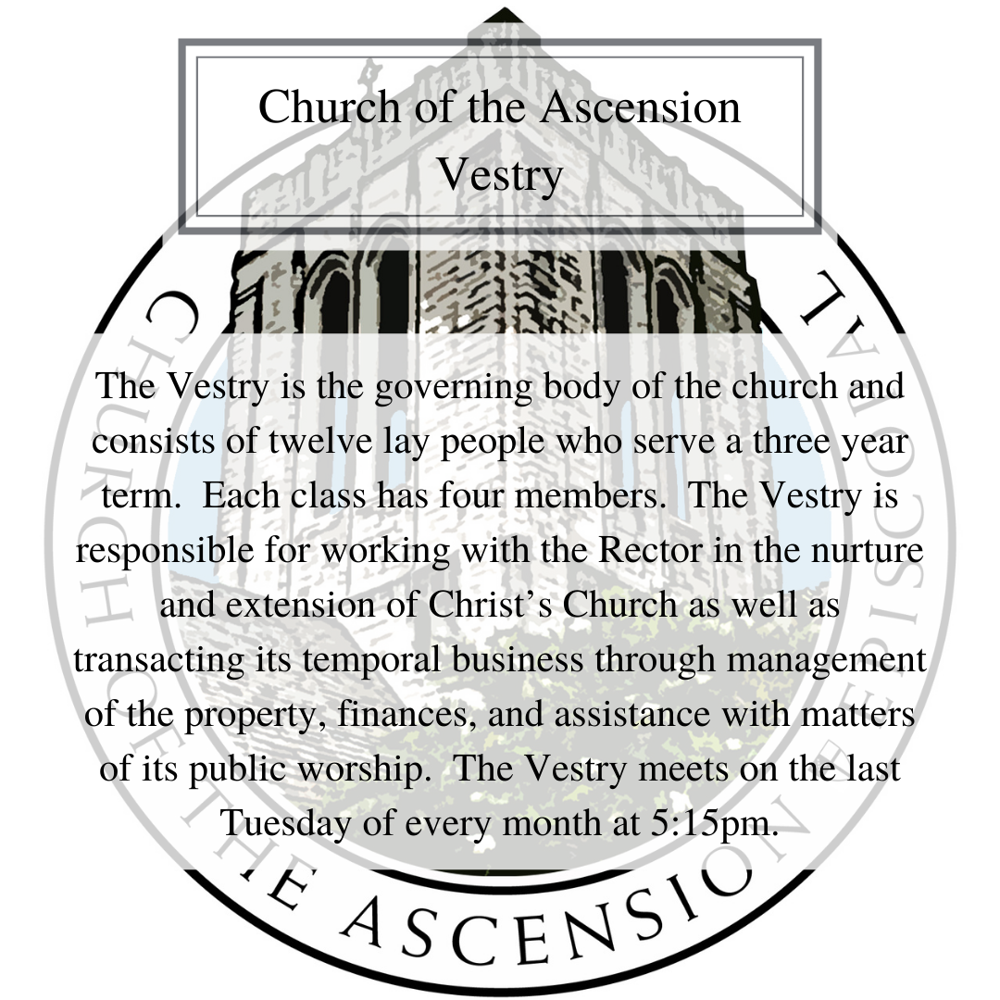 Church of the Ascension
Vestry
The Vestry is the governing body of the church and
consists of twelve lay people who serve a three year
term.  Each class has four members.  The Vestry is
responsible for working with the Rector in the nurture
and extension of Christ’s Church as well as
transacting its temporal business through management
of the property, finances, and assistance with matters
of its public worship.  The Vestry meets on the last
Tuesday of every month at 5:15pm.
CHURCH OF THE ASCENSION EPISCOPAL